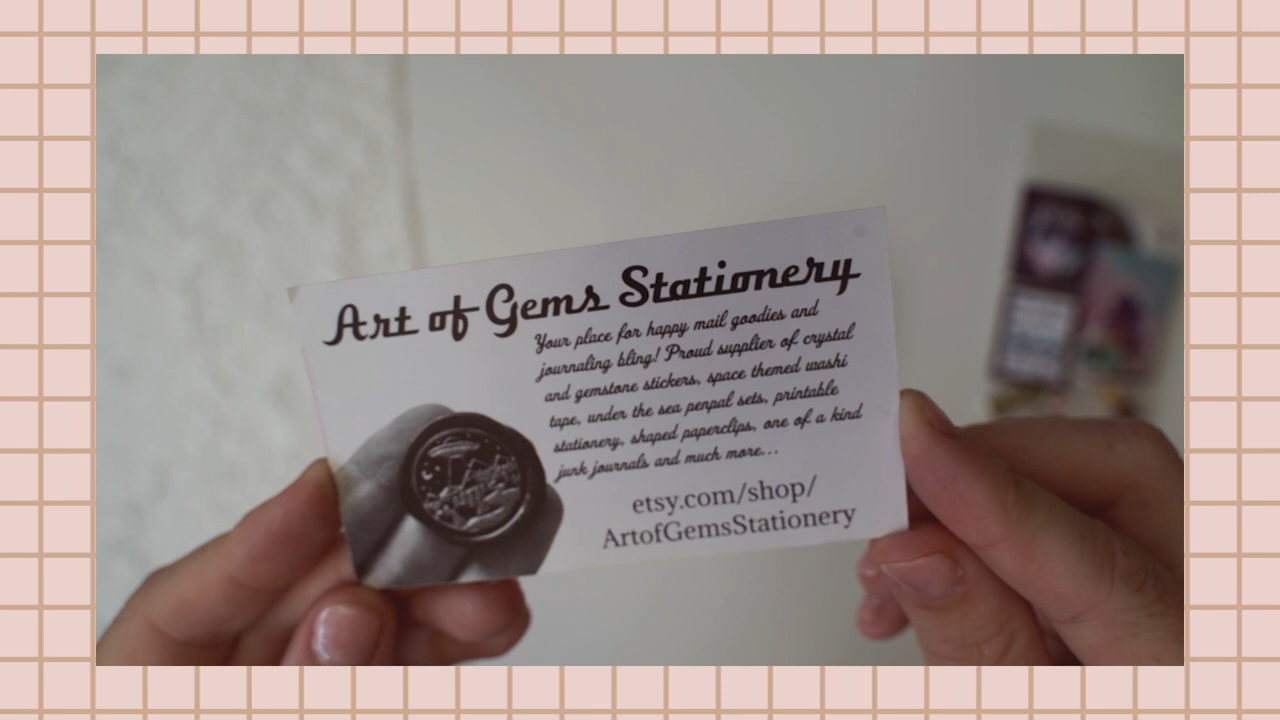 Art of Gems Stationery
Your place for happy mail goodies and
journaling bling! Proud supplier of crystal
and gemstone stickers, space themed washi
tape, under the sea penpal sets, printable
stationery, shaped paperclips, one of a kind
junk journals and much more...
etsy.com/shop/
ArtofGemsStationery